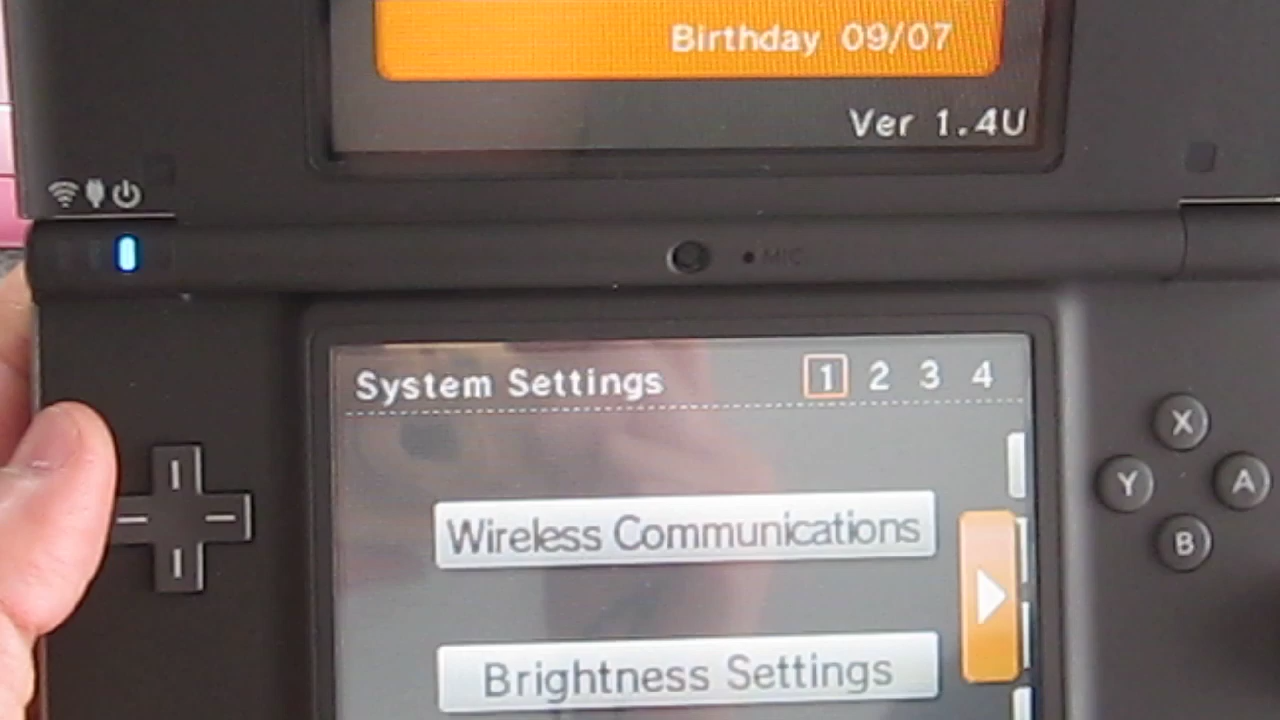 Birthday 09/07
Ver 1.4U
MIC
System Settings 1 2 3 4
Wireless Communications
Brightness Settings
X
Y A
B